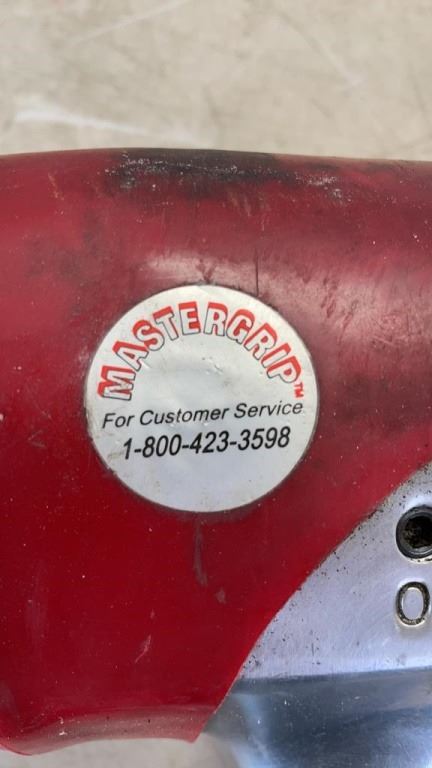 MASTERGRIP™
For Customer Service
1-800-423-3598
O